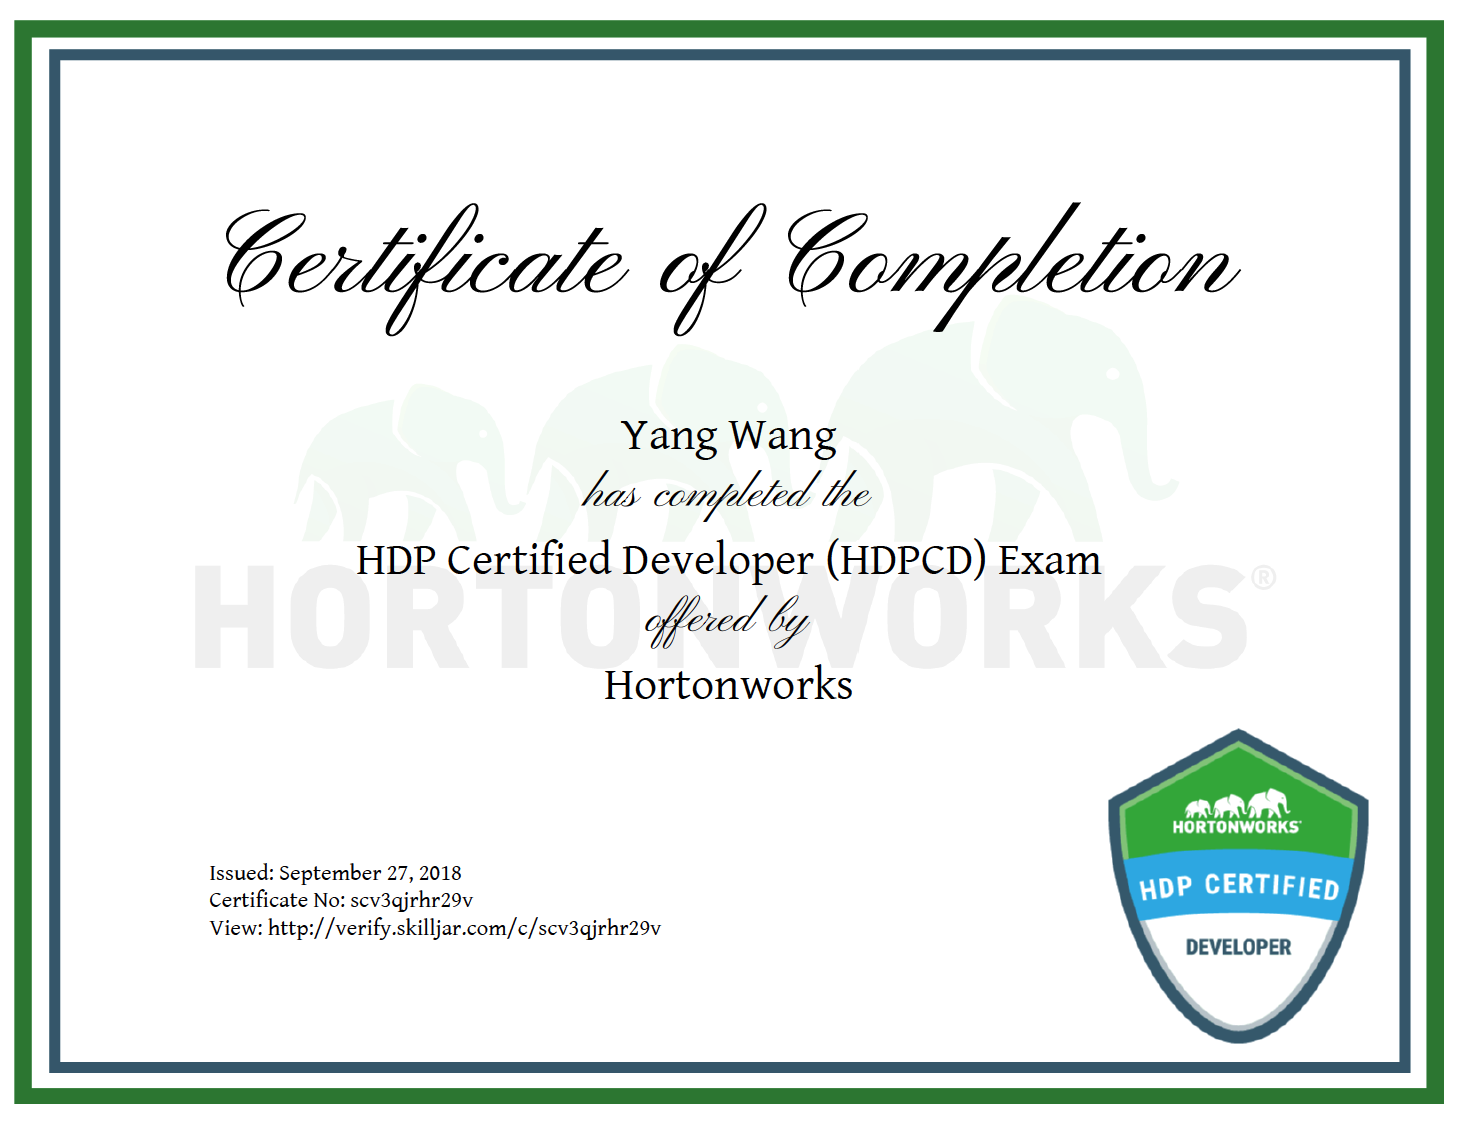 Certificate of Completion
Yang Wang
has completed the
HDP Certified Developer (HDPCD) Exam
offered by
HORTONWORKS®
Hortonworks
HORTONWORKS
HDP CERTIFIED
DEVELOPER
Issued: September 27, 2018
Certificate No: scv3qjrhr29v
View: http://verify.skilljar.com/c/scv3qjrhr29v